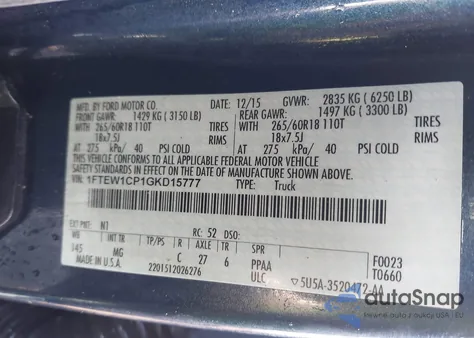 MFD. BY FORD MOTOR CO. 12/15 GVWR: 2835 KG ( 6250 LB)
FRONT GAWR: 1429 KG ( 3150 LB) REAR GAWR: 1497 KG ( 3300 LB)
WITH 265/60R18 110T TIRES WITH 265/60R18 110T TIRES
18x7.5J RIMS 18x7.5J RIMS
AT 275 kPa/ 40 PSI COLD AT 275 kPa/ 40 PSI COLD
THIS VEHICLE CONFORMS TO ALL APPLICABLE FEDERAL MOTOR VEHICLE
SAFETY STANDARDS IN EFFECT ON THE DATE OF MANUFACTURE SHOWN ABOVE.
VIN: 1FTEW1CP1GKD15777 TYPE: Truck
EXT PNT: N1 RC: 52 DSO:
WB INT TR TP/PS R AXLE TR SPR
145 MG C 27 6 PPAA F0023
MADE IN U.S.A. 2201512026276 ULC T0660
5U5A-3520472-AA
autoSnap